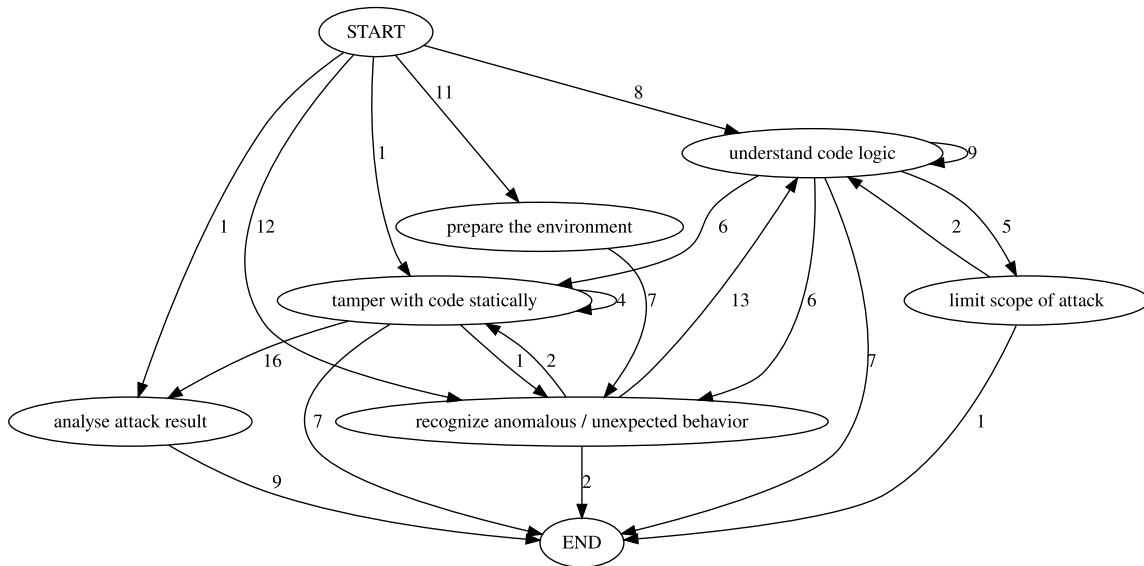 START
11
8
understand code logic
9
1
prepare the environment
1
12
6
2
5
tamper with code statically
4
7
13
6
limit scope of attack
16
1
2
7
analyse attack result
7
recognize anomalous / unexpected behavior
1
9
2
END